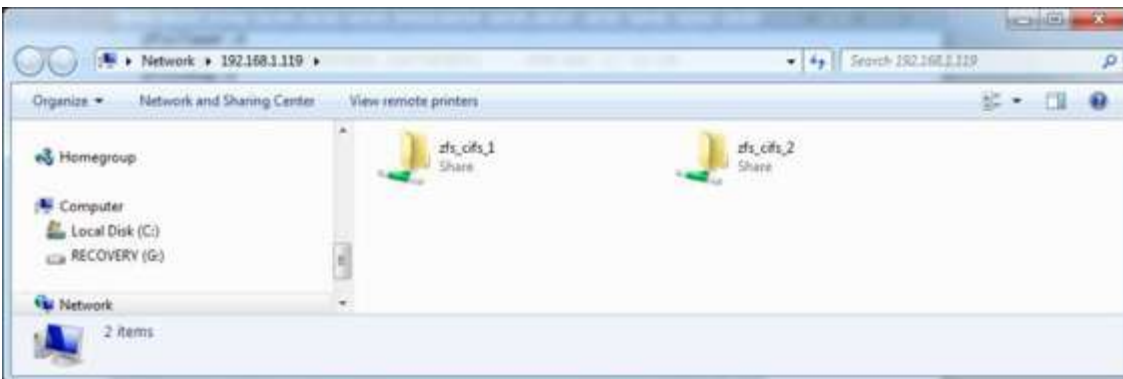 Network ▸ 192.168.1.119 ▸
Search 192.168.1.119
Organize
Network and Sharing Center
View remote printers
Homegroup
Computer
Local Disk (C:)
RECOVERY (G:)
Network
zfs_cifs_1
Share
zfs_cifs_2
Share
2 items